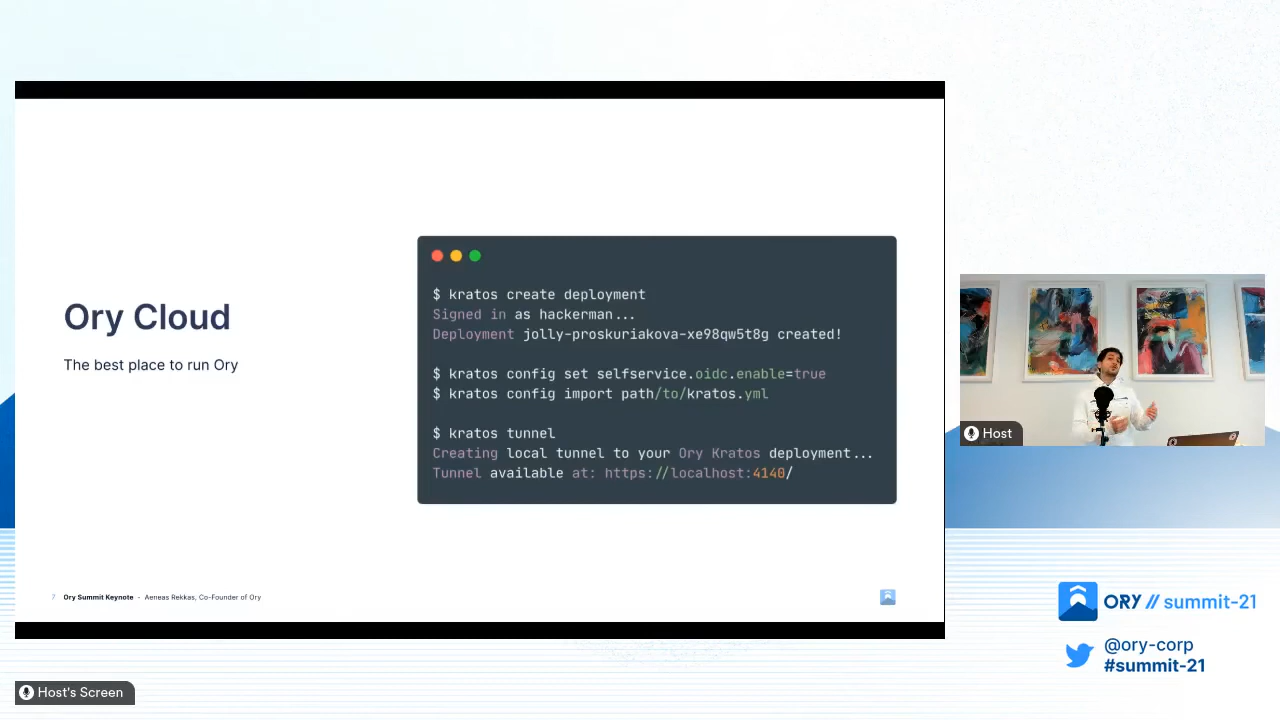 Ory Cloud
The best place to run Ory
$ kratos create deployment
Signed in as hackerman...
Deployment jolly-proskuriakova-xe98qw5t8g created!
$ kratos config set selfservice.oidc.enable=true
$ kratos config import path/to/kratos.yml
$ kratos tunnel
Creating local tunnel to your Ory Kratos deployment...
Tunnel available at: https://localhost:4140/
7 Ory Summit Keynote - Aeneas Rekkas, Co-Founder of Ory
Host
ORY // summit-21
@ory-corp
#summit-21
Host's Screen